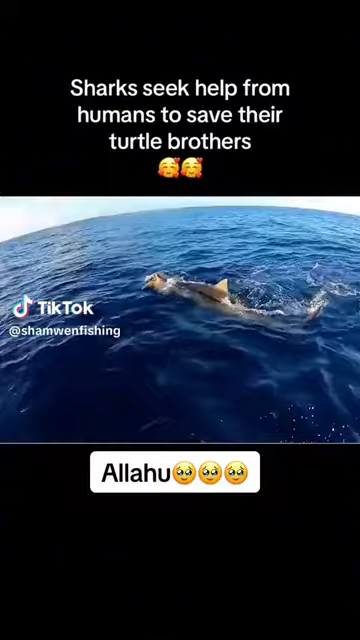 Sharks seek help from
humans to save their
turtle brothers
🥰🥰
TikTok
@shamwenfishing
Allahu🥹🥹🥹